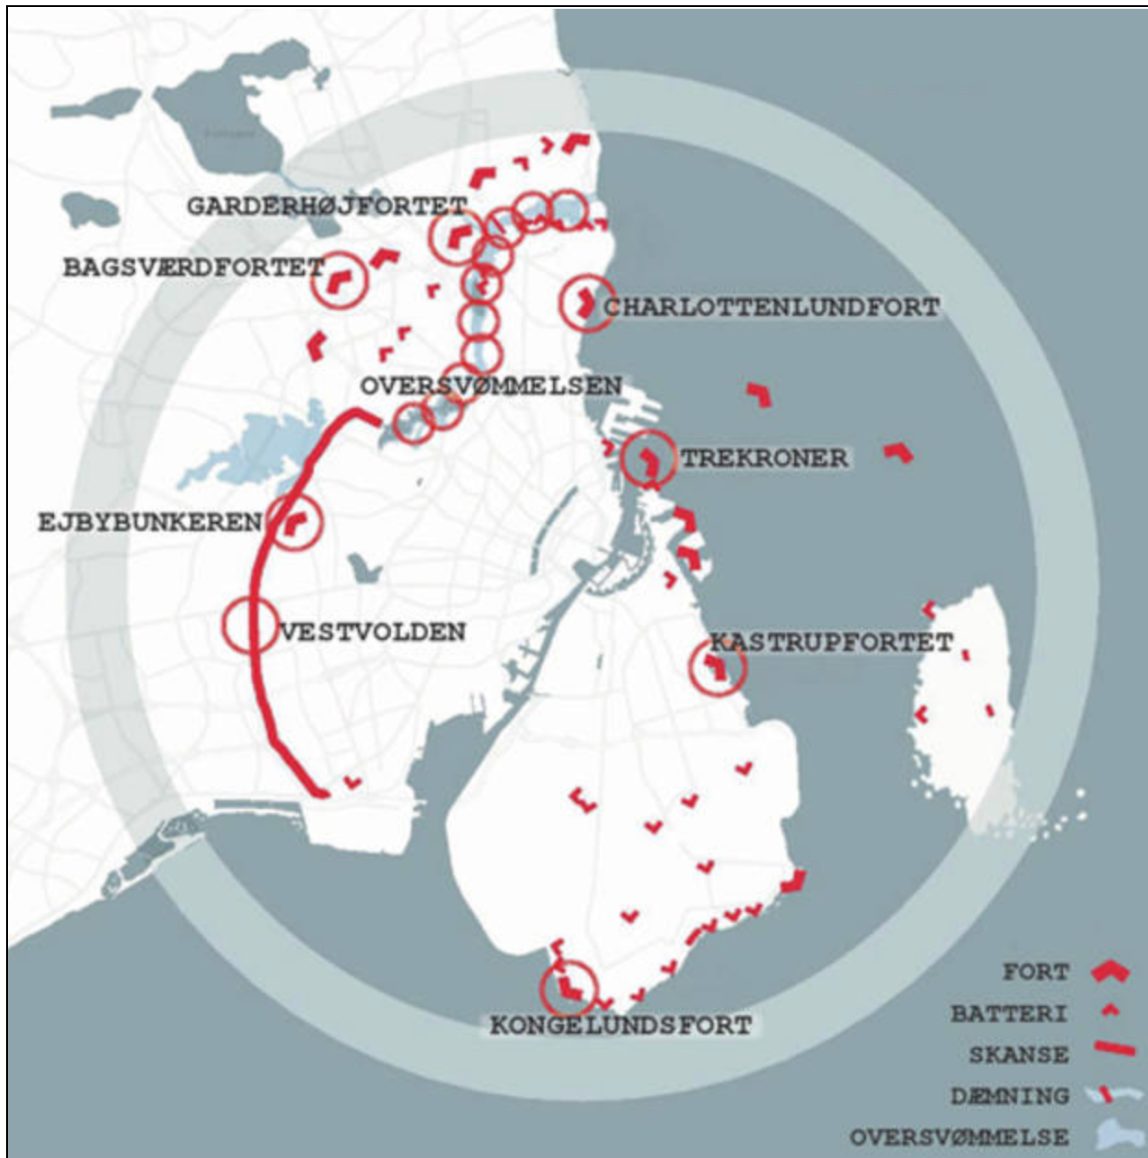 GARDERHØJFORTET
BAGSVÆRDFORTET
CHARLOTTENLUNDFORT
OVERSVØMMELSEN
TREKRONER
EJBYBUNKEREN
VESTVOLDEN
KASTRUPFORTET
KONGELUNDSFORT
FORT
BATTERI
SKANSE
DÆMNING
OVERSVØMMELSE